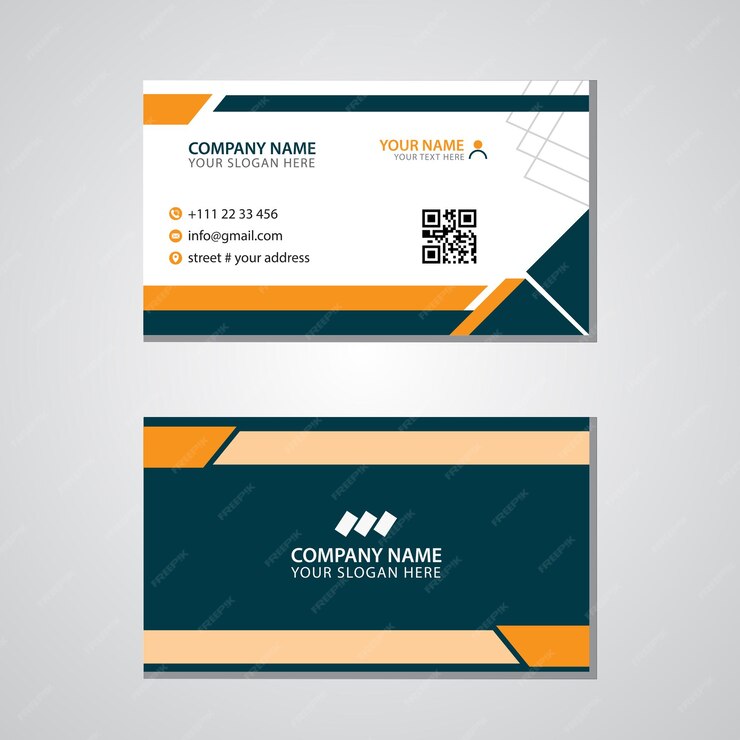 COMPANY NAME
YOUR SLOGAN HERE
YOUR NAME
YOUR TEXT HERE
+111 22 33 456
info@gmail.com
street # your address
COMPANY NAME
YOUR SLOGAN HERE
FREEPIK